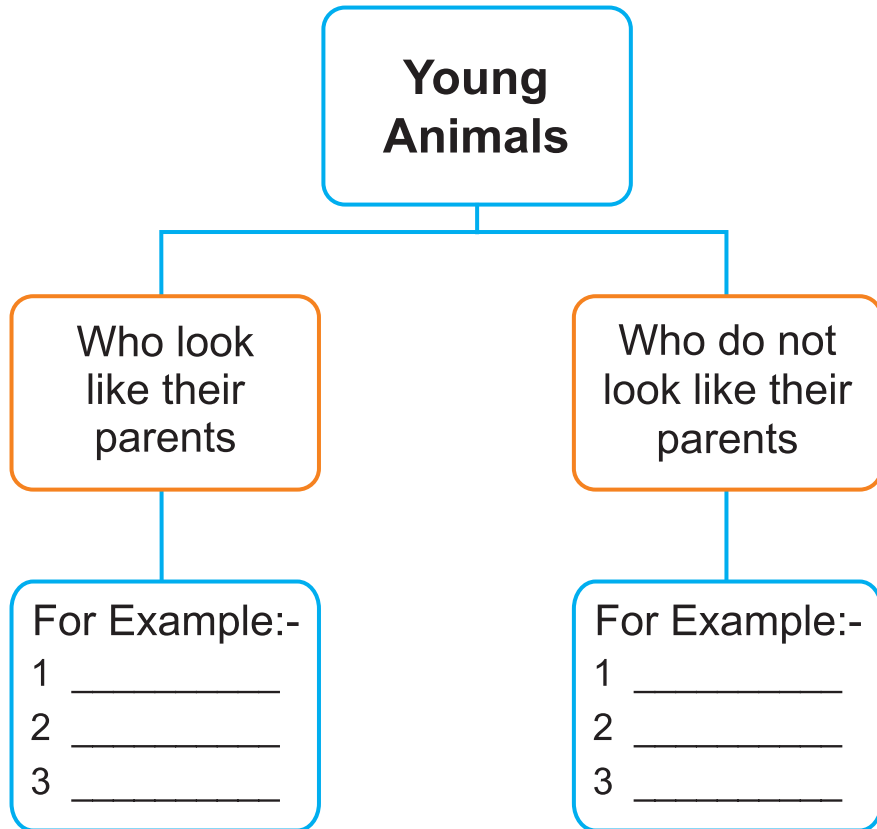 Young
Animals
Who look
like their
parents
Who do not
look like their
parents
For Example:-
1 __________
2 __________
3 __________
For Example:-
1 __________
2 __________
3 __________